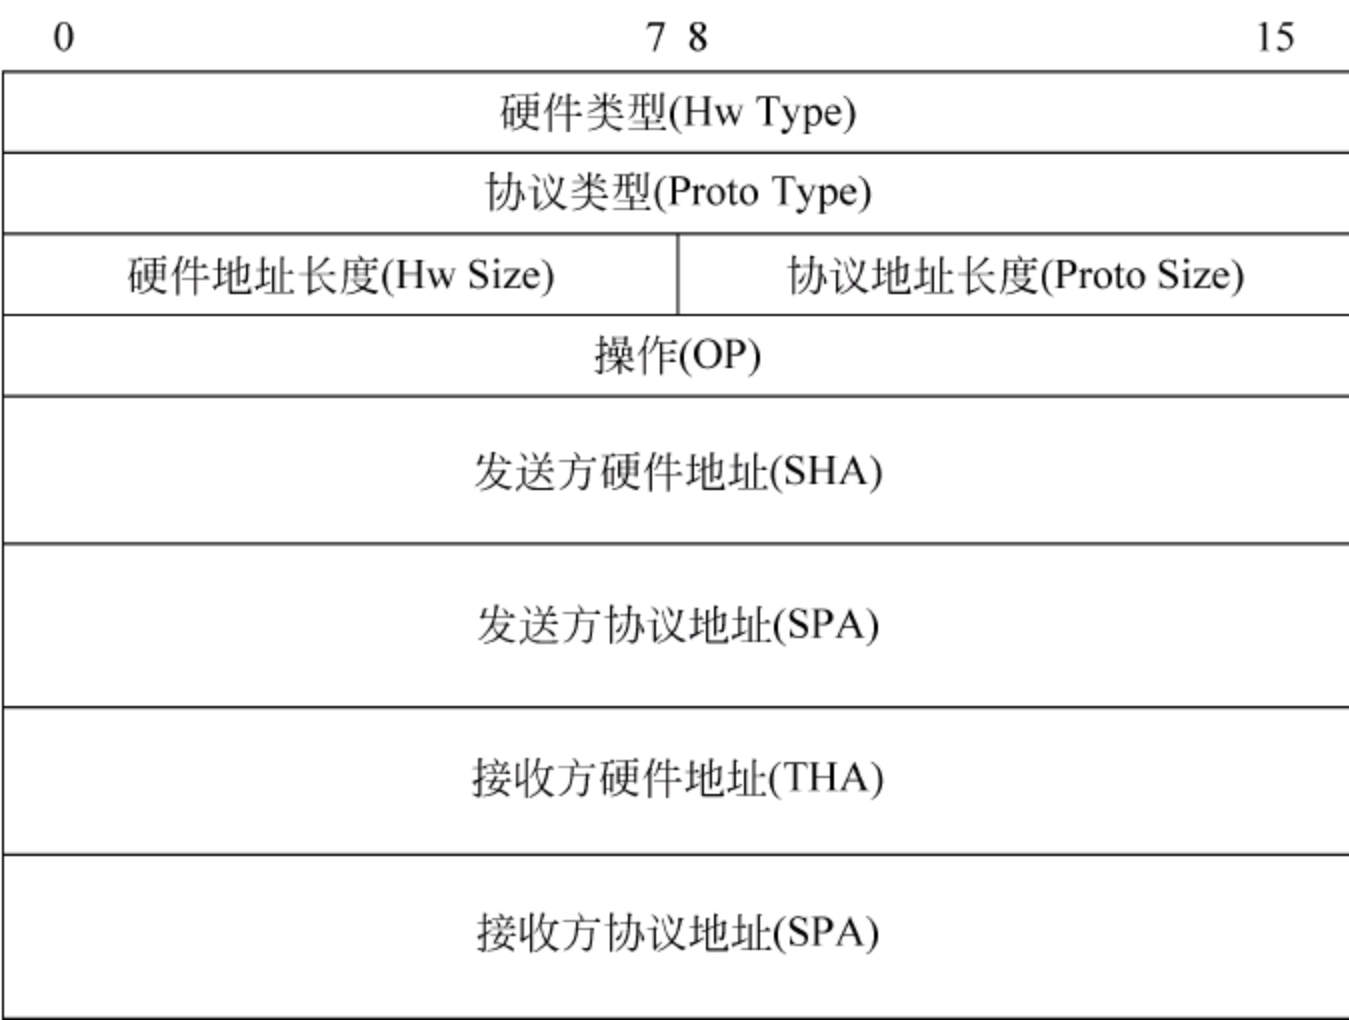 0 7 8 15
硬件类型(Hw Type)
协议类型(Proto Type)
硬件地址长度(Hw Size) 协议地址长度(Proto Size)
操作(OP)
发送方硬件地址(SHA)
发送方协议地址(SPA)
接收方硬件地址(THA)
接收方协议地址(SPA)